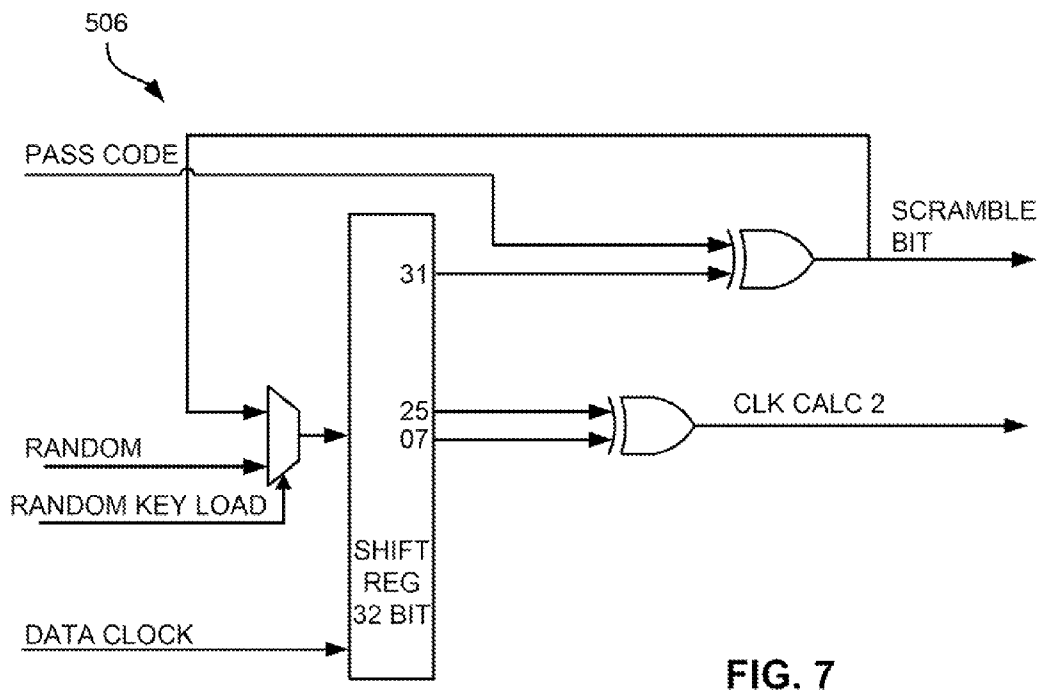 506
PASS CODE
SCRAMBLE
BIT
31
25
CLK CALC 2
07
RANDOM
RANDOM KEY LOAD
SHIFT
REG
32 BIT
DATA CLOCK
FIG. 7